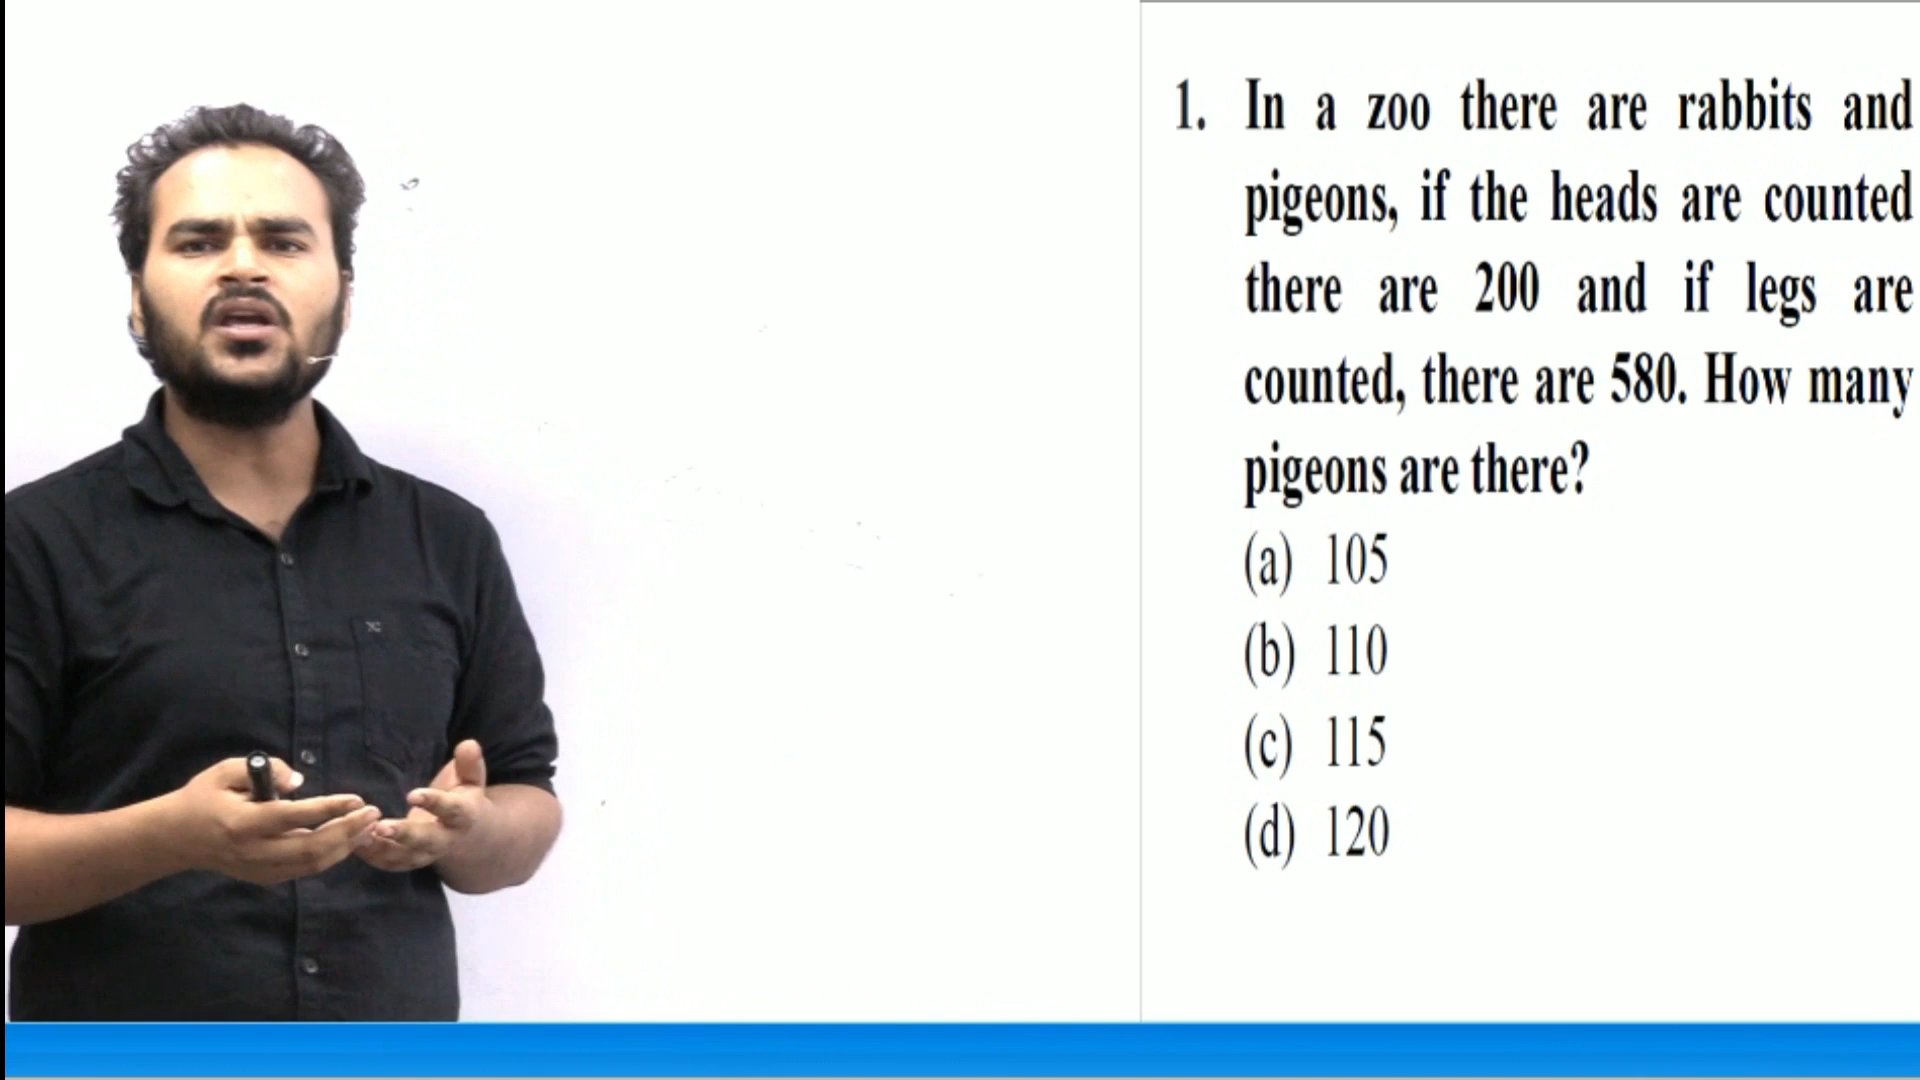 1. In a zoo there are rabbits and
pigeons, if the heads are counted
there are 200 and if legs are
counted, there are 580. How many
pigeons are there?
(a) 105
(b) 110
(c) 115
(d) 120